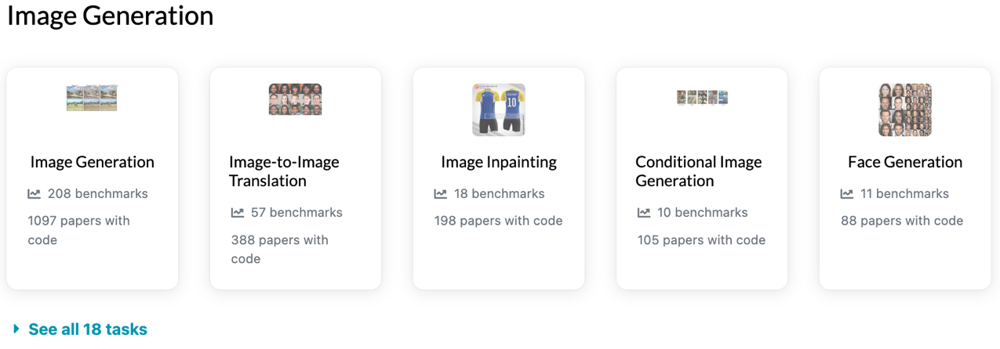 Image Generation
Image Generation
208 benchmarks
1097 papers with
code
Image-to-Image
Translation
57 benchmarks
388 papers with
code
10
Image Inpainting
18 benchmarks
198 papers with code
Conditional Image
Generation
10 benchmarks
105 papers with code
Face Generation
11 benchmarks
88 papers with code
See all 18 tasks